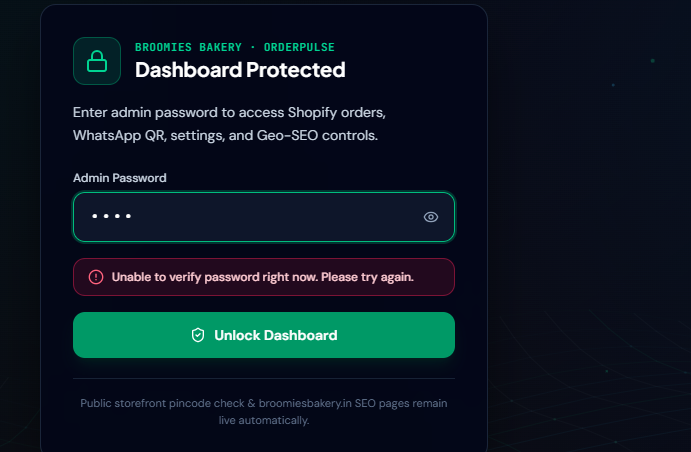 BROOMIES BAKERY · ORDERPULSE
Dashboard Protected
Enter admin password to access Shopify orders,
WhatsApp QR, settings, and Geo-SEO controls.
Admin Password
••••
Unable to verify password right now. Please try again.
Unlock Dashboard
Public storefront pincode check & broomiesbakery.in SEO pages remain
live automatically.